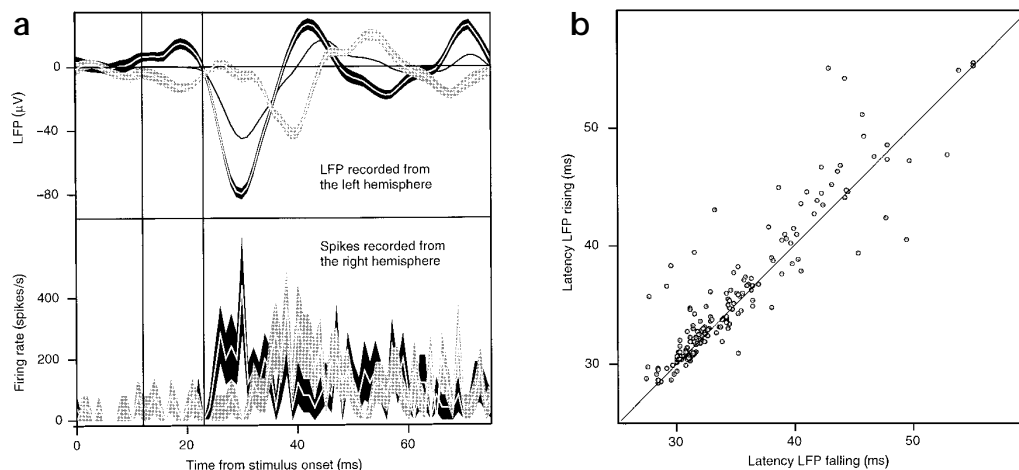 a
0
−40
−80
LFP (μV)
LFP recorded from
the left hemisphere
Spikes recorded from
the right hemisphere
400
200
0
Firing rate (spikes/s)
0
20
40
60
Time from stimulus onset (ms)
b
50
40
30
Latency LFP rising (ms)
30
40
50
Latency LFP falling (ms)